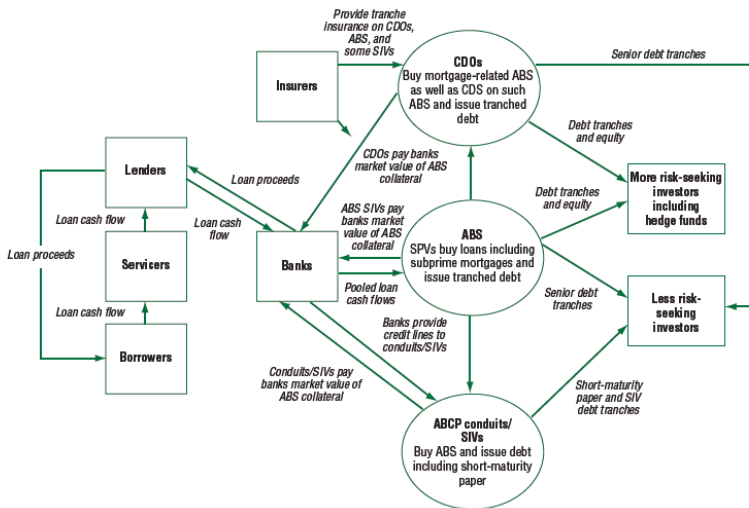 Provide tranche
insurance on CDOs,
ABS, and
some SIVs
CDOs
Buy mortgage-related ABS
as well as CDS on such
ABS and issue tranched
debt
Senior debt tranches
Insurers
Debt tranches
and equity
CDOs pay banks
market value of ABS
collateral
Lenders
Loan proceeds
More risk-seeking
investors
including
hedge funds
Debt tranches
and equity
Loan cash flow
Loan cash
flow
ABS SIVs pay
banks market
value of ABS
collateral
ABS
SPVs buy loans including
subprime mortgages and
issue tranched debt
Loan proceeds
Servicers
Banks
Pooled loan
cash flows
Senior debt
tranches
Less risk-
seeking
investors
Loan cash flow
Banks provide
credit lines to
conduits/SIVs
Borrowers
Conduits/SIVs pay
banks market value of
ABS collateral
Short-maturity
paper and SIV
debt tranches
ABCP conduits/
SIVs
Buy ABS and issue debt
including short-maturity
paper